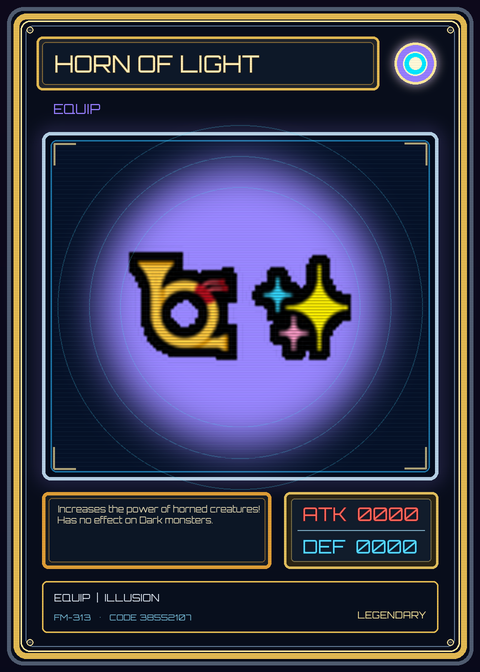 HORN OF LIGHT
EQUIP
Increases the power of horned creatures!
Has no effect on Dark monsters.
ATK 0000
DEF 0000
EQUIP | ILLUSION
FM-313 · CODE 38552107
LEGENDARY